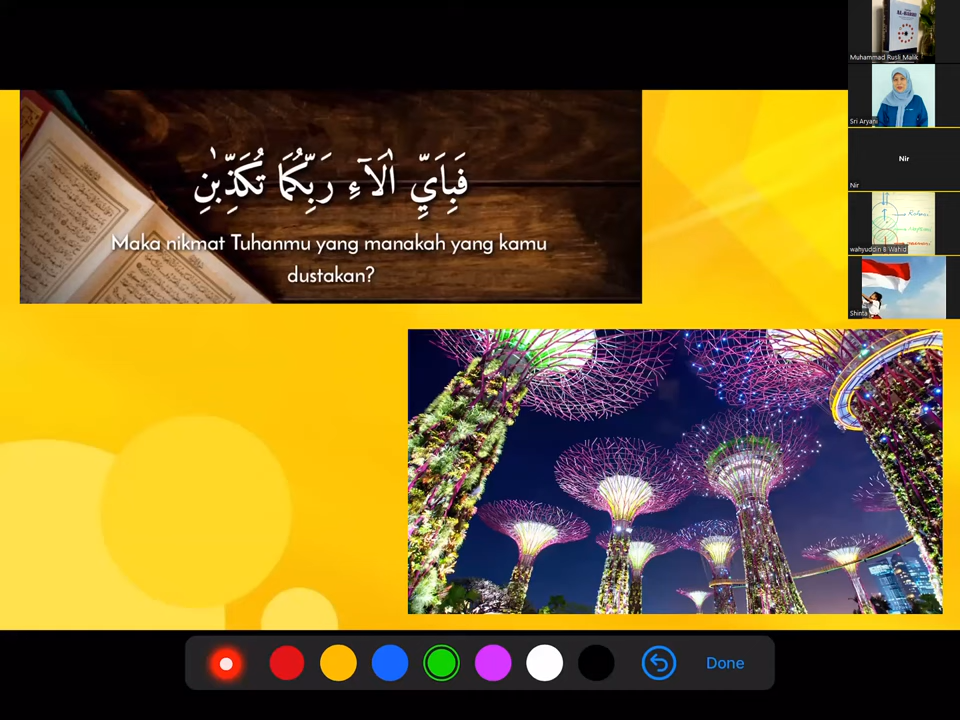 فَبِاَيِّ اٰلَاۤءِ رَبِّكُمَا تُكَذِّبٰنِ
Maka nikmat Tuhanmu yang manakah yang kamu
dustakan?
Muhammad Rusli Malik
Sri Aryani
Nir
Nir
wahyuddin B Wahid
Shinta
Done